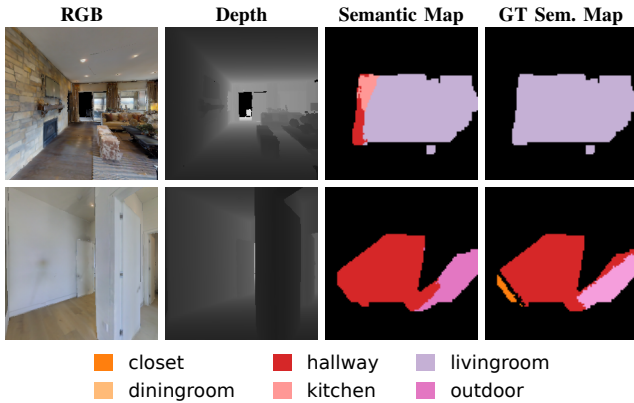 RGB Depth Semantic Map GT Sem. Map
closet hallway livingroom
diningroom kitchen outdoor